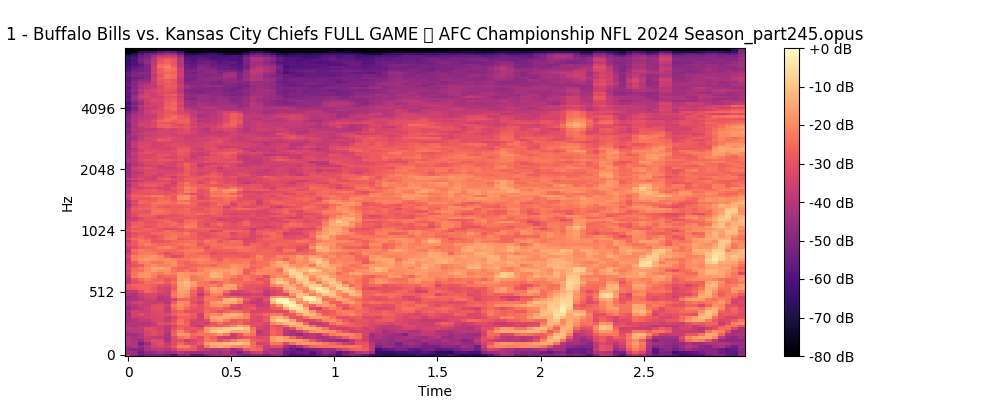 1 - Buffalo Bills vs. Kansas City Chiefs FULL GAME ▯ AFC Championship NFL 2024 Season_part245.opus
+0 dB
-10 dB
-20 dB
-30 dB
-40 dB
-50 dB
-60 dB
-70 dB
-80 dB
4096
2048
1024
512
0
Hz
0
0.5
1
1.5
2
2.5
Time